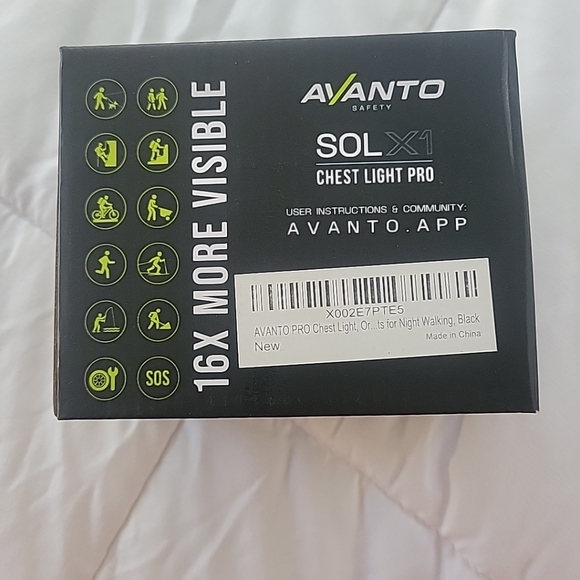 16X MORE VISIBLE
AVANTO
SAFETY
SOL X1
CHEST LIGHT PRO
USER INSTRUCTIONS & COMMUNITY:
AVANTO.APP
X002E7PTE5
AVANTO PRO Chest Light, Or...ts for Night Walking, Black
New
Made in China
SOS